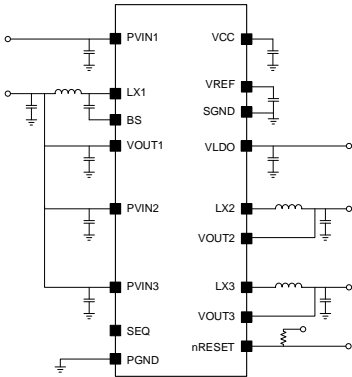 PVIN1
VCC
LX1
VREF
BS
SGND
VOUT1
VLDO
PVIN2
LX2
VOUT2
PVIN3
LX3
VOUT3
SEQ
nRESET
PGND